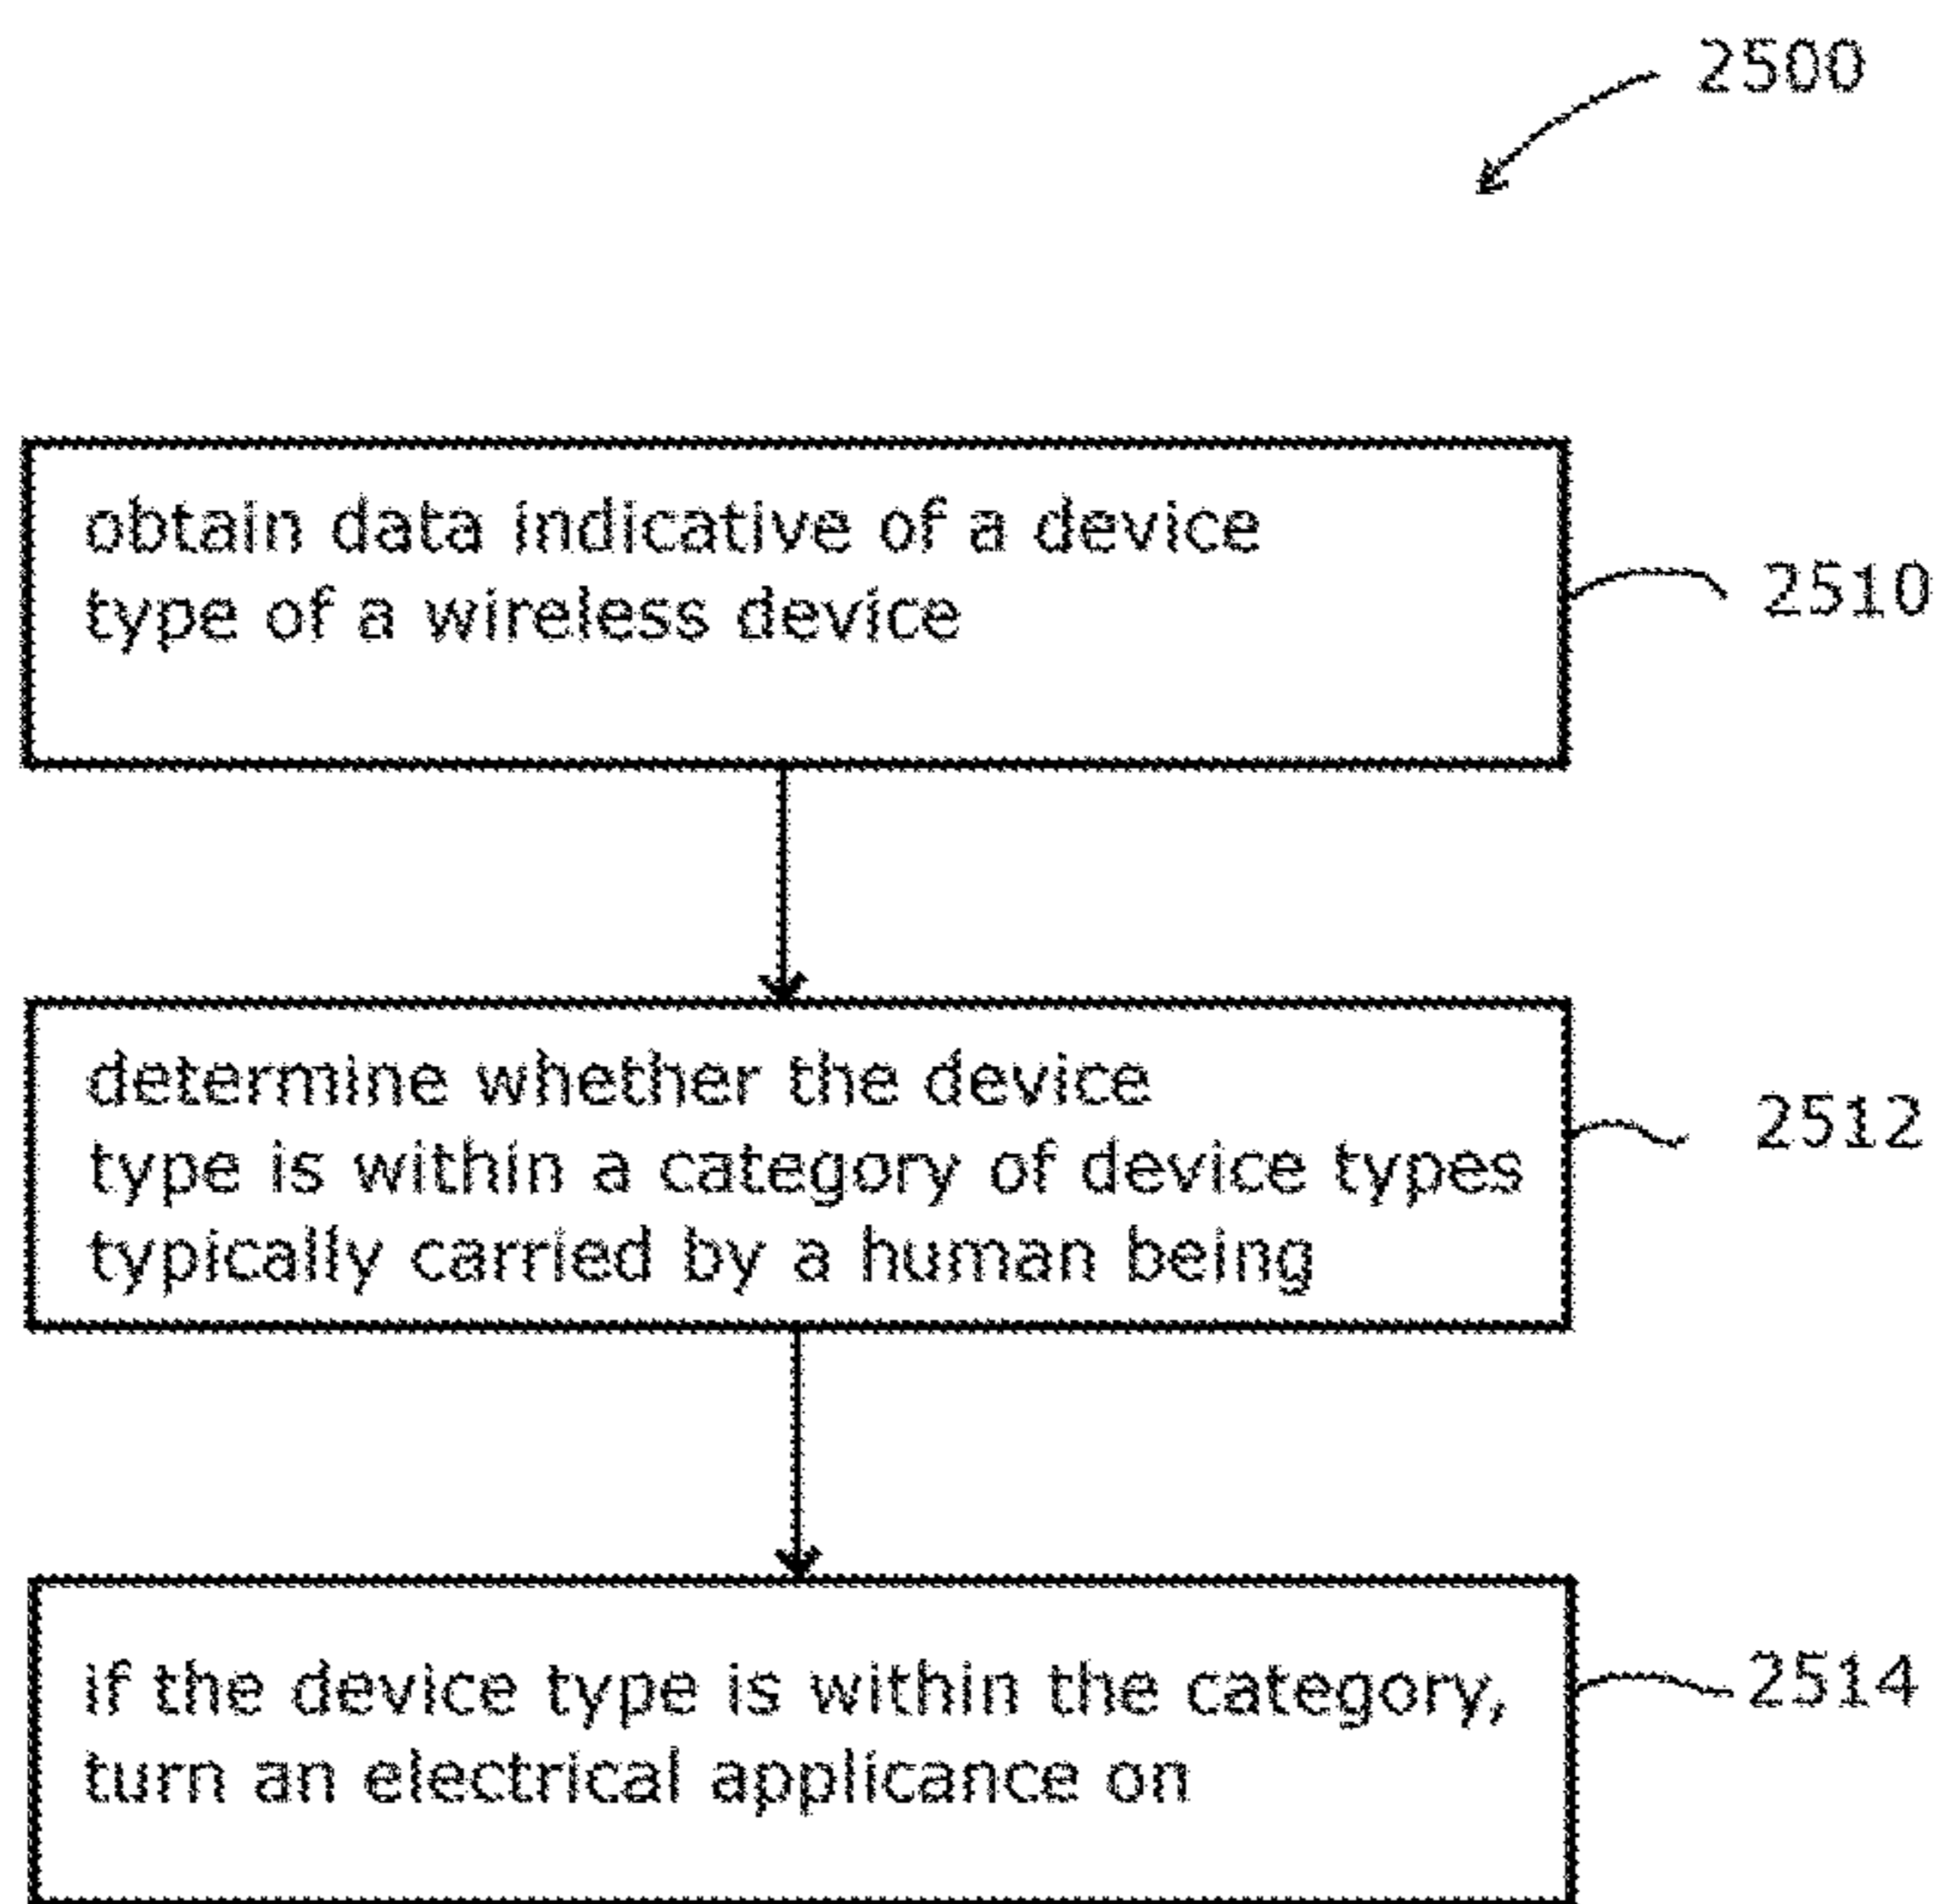 2500
obtain data indicative of a device
type of a wireless device
2510
determine whether the device
type is within a category of device types
typically carried by a human being
2512
if the device type is within the category,
turn an electrical applicance on
2514